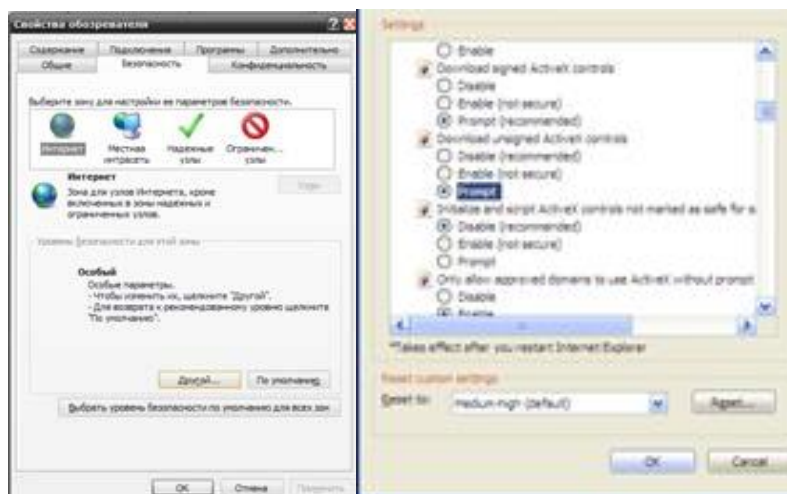 Свойства обозревателя
Содержание Подключения Программы Дополнительно
Общие Безопасность Конфиденциальность
Выберите зону для настройки ее параметров безопасности.
Интернет Местная интрасеть Надежные узлы Ограничен... узлы
Интернет
Зона для узлов Интернета, кроме
включенных в зоны надежных и
ограниченных узлов.
Узлы
Уровень безопасности для этой зоны
Особый
Особые параметры.
- Чтобы изменить их, щелкните "Другой".
- Для возврата к рекомендованному уровню щелкните
"По умолчанию".
Другой... По умолчанию
Выбрать уровень безопасности по умолчанию для всех зон
OK Отмена Применить
Settings
Enable
Download signed ActiveX controls
Disable
Enable (not secure)
Prompt (recommended)
Download unsigned ActiveX controls
Disable (recommended)
Enable (not secure)
Prompt
Initialize and script ActiveX controls not marked as safe for s
Disable (recommended)
Enable (not secure)
Prompt
Only allow approved domains to use ActiveX without prompt
Disable
Enable
*Takes effect after you restart Internet Explorer
Reset custom settings
Reset to: Medium-high (default) Reset...
OK Cancel